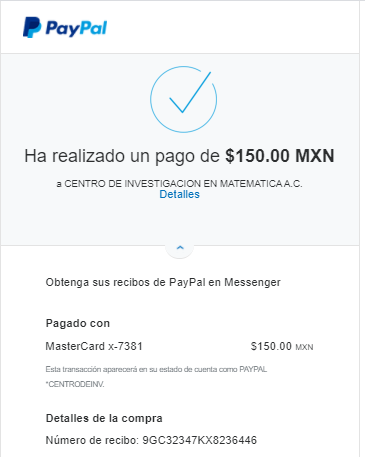 PayPal
Ha realizado un pago de $150.00 MXN
a CENTRO DE INVESTIGACION EN MATEMATICA A.C.
Detalles
Obtenga sus recibos de PayPal en Messenger
Pagado con
MasterCard x-7381 $150.00 MXN
Esta transacción aparecerá en su estado de cuenta como PAYPAL
*CENTRODEINV.
Detalles de la compra
Número de recibo: 9GC32347KX8236446